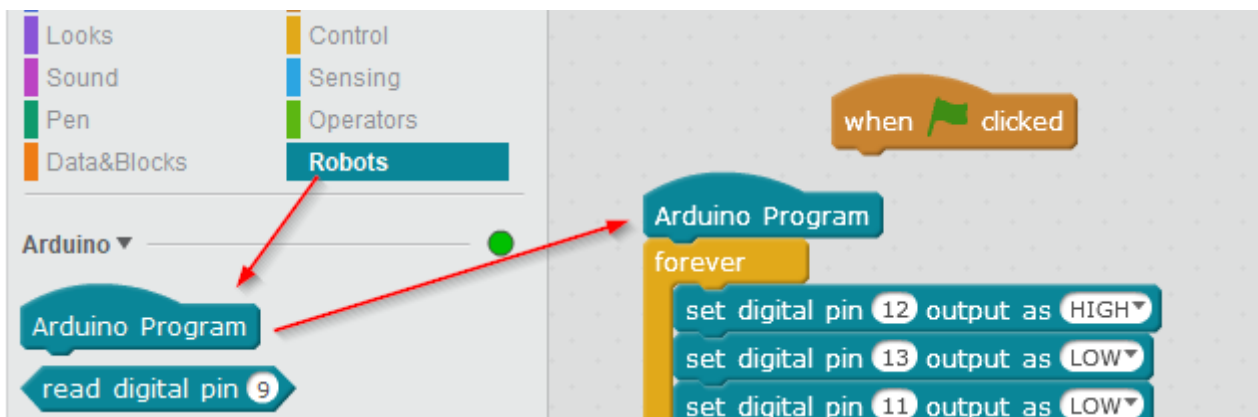 Looks
Control
Sound
Sensing
Pen
Operators
Data&Blocks
Robots
Arduino
Arduino Program
read digital pin 9
when clicked
Arduino Program
forever
set digital pin 12 output as HIGH
set digital pin 13 output as LOW
set digital pin 11 output as LOW